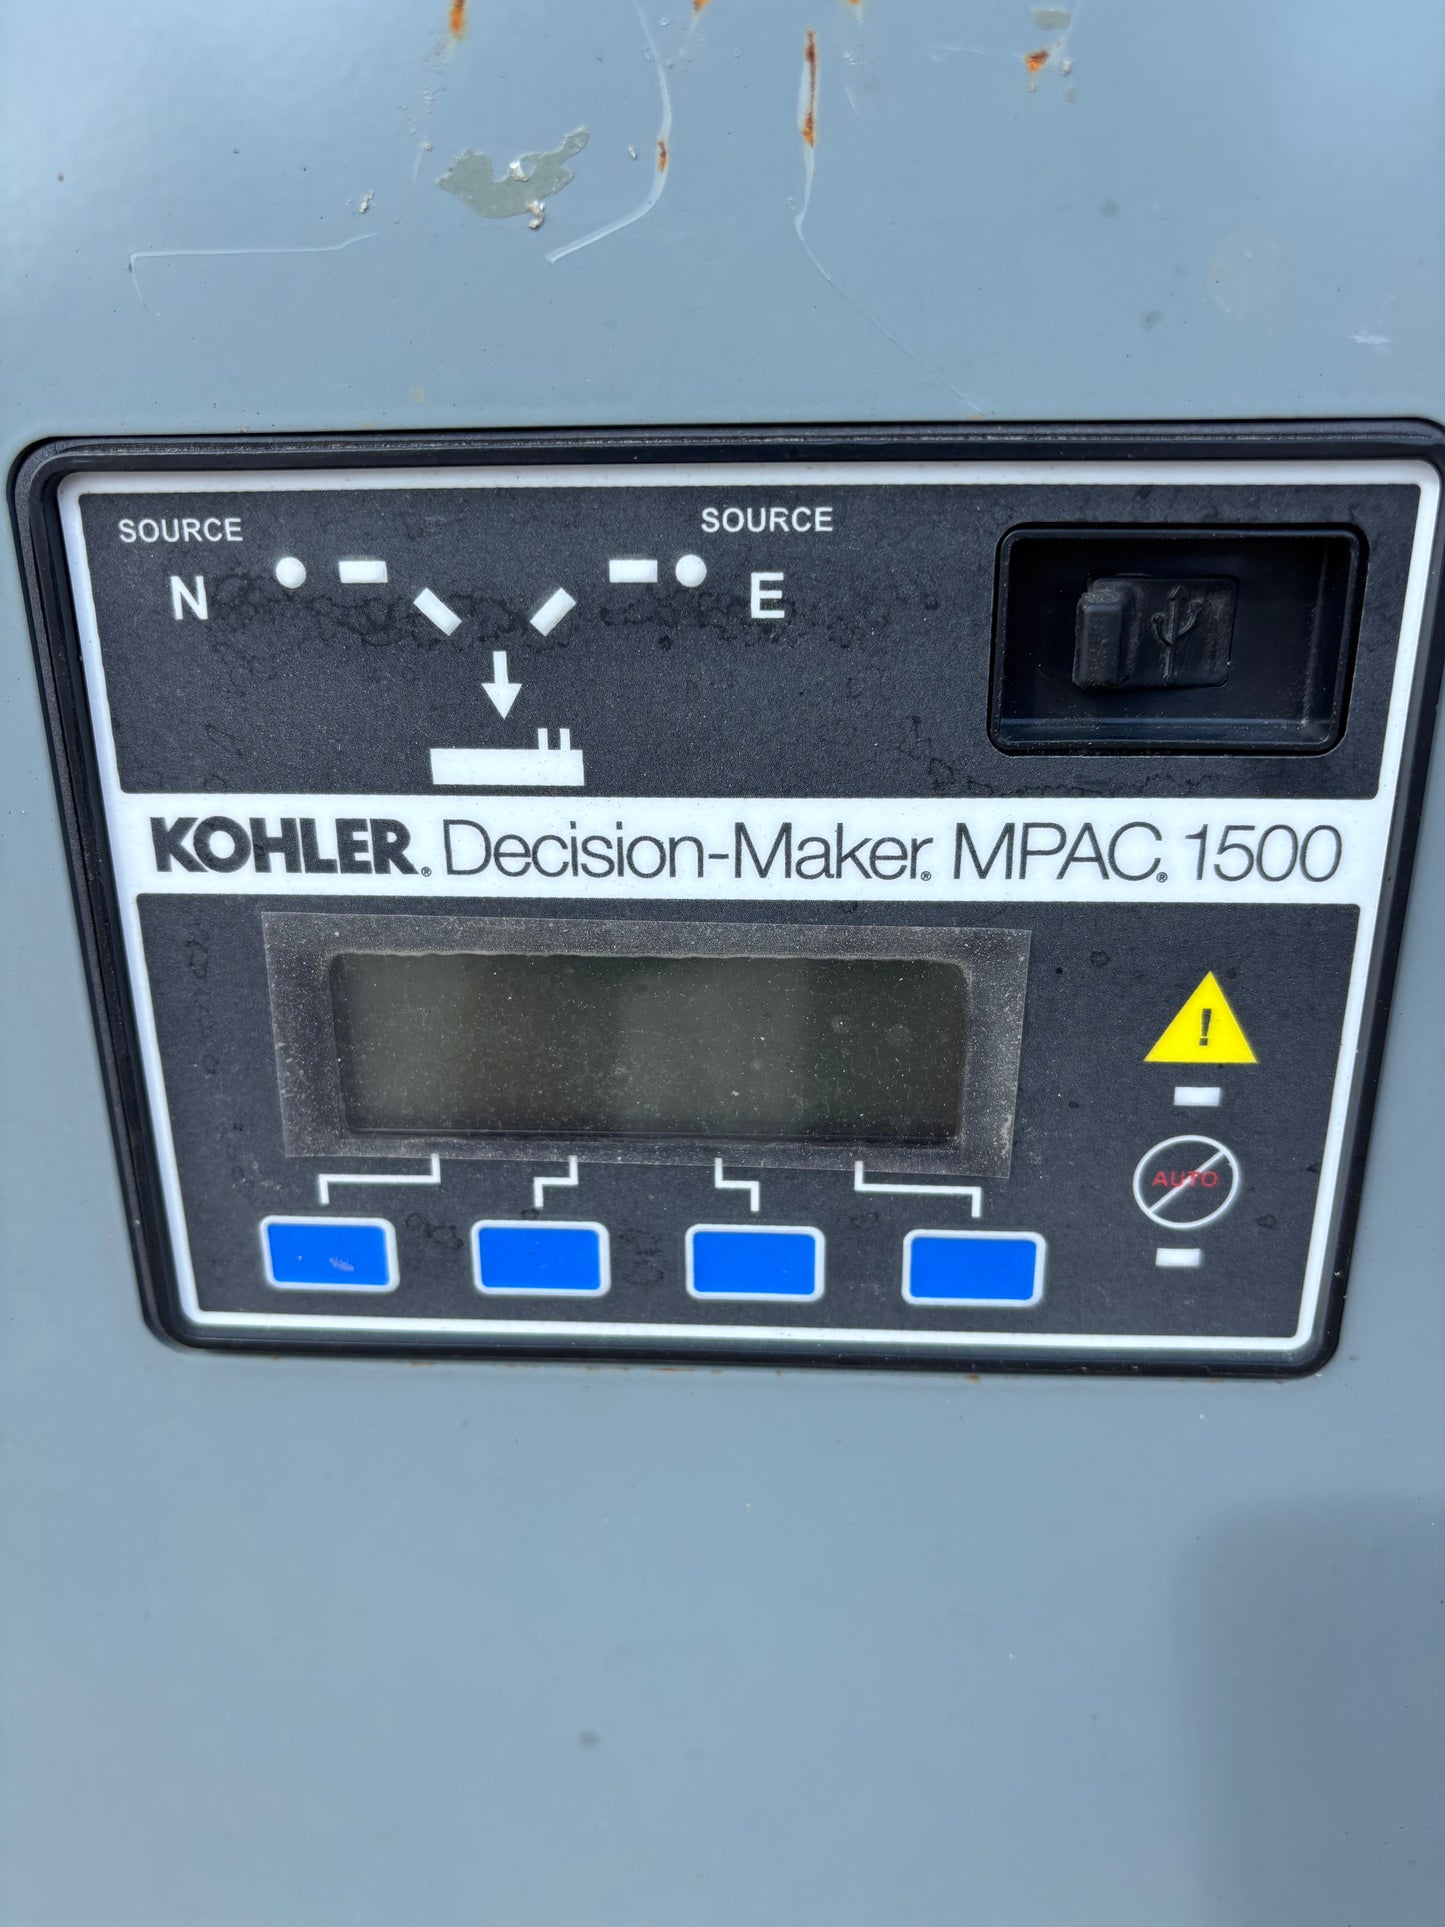 SOURCE
N
SOURCE
E
KOHLER® Decision-Maker® MPAC® 1500
!
AUTO